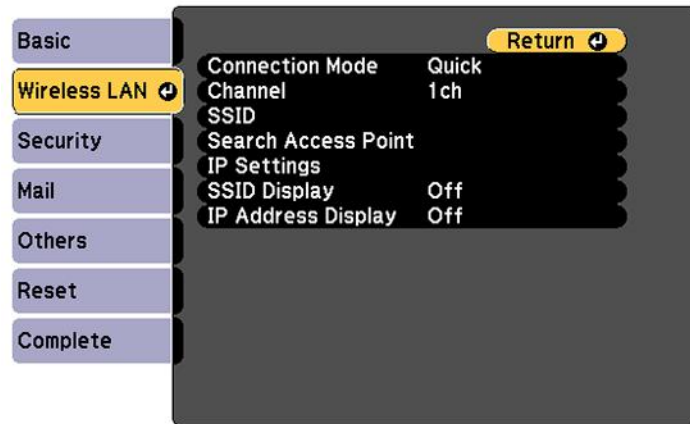 Basic
Wireless LAN
Security
Mail
Others
Reset
Complete
Return
Connection Mode Quick
Channel 1ch
SSID
Search Access Point
IP Settings
SSID Display Off
IP Address Display Off